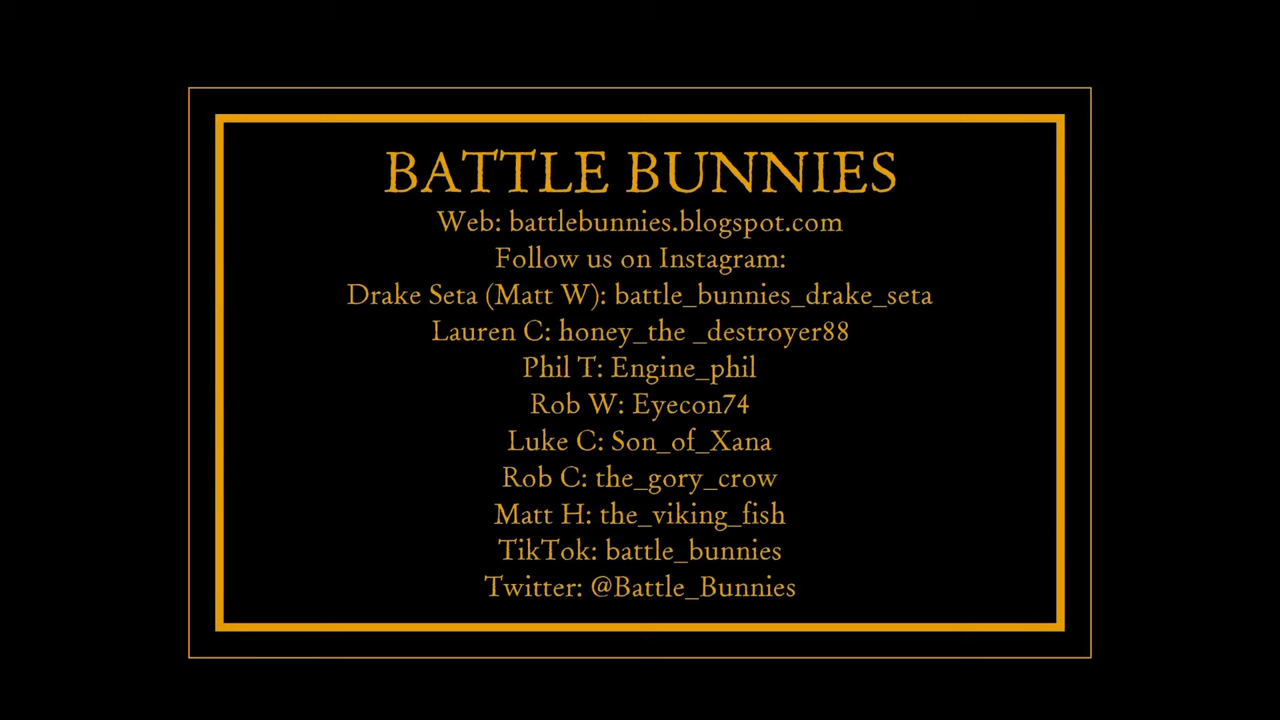 BATTLE BUNNIES
Web: battlebunnies.blogspot.com
Follow us on Instagram:
Drake Seta (Matt W): battle_bunnies_drake_seta
Lauren C: honey_the _destroyer88
Phil T: Engine_phil
Rob W: Eyecon74
Luke C: Son_of_Xana
Rob C: the_gory_crow
Matt H: the_viking_fish
TikTok: battle_bunnies
Twitter: @Battle_Bunnies